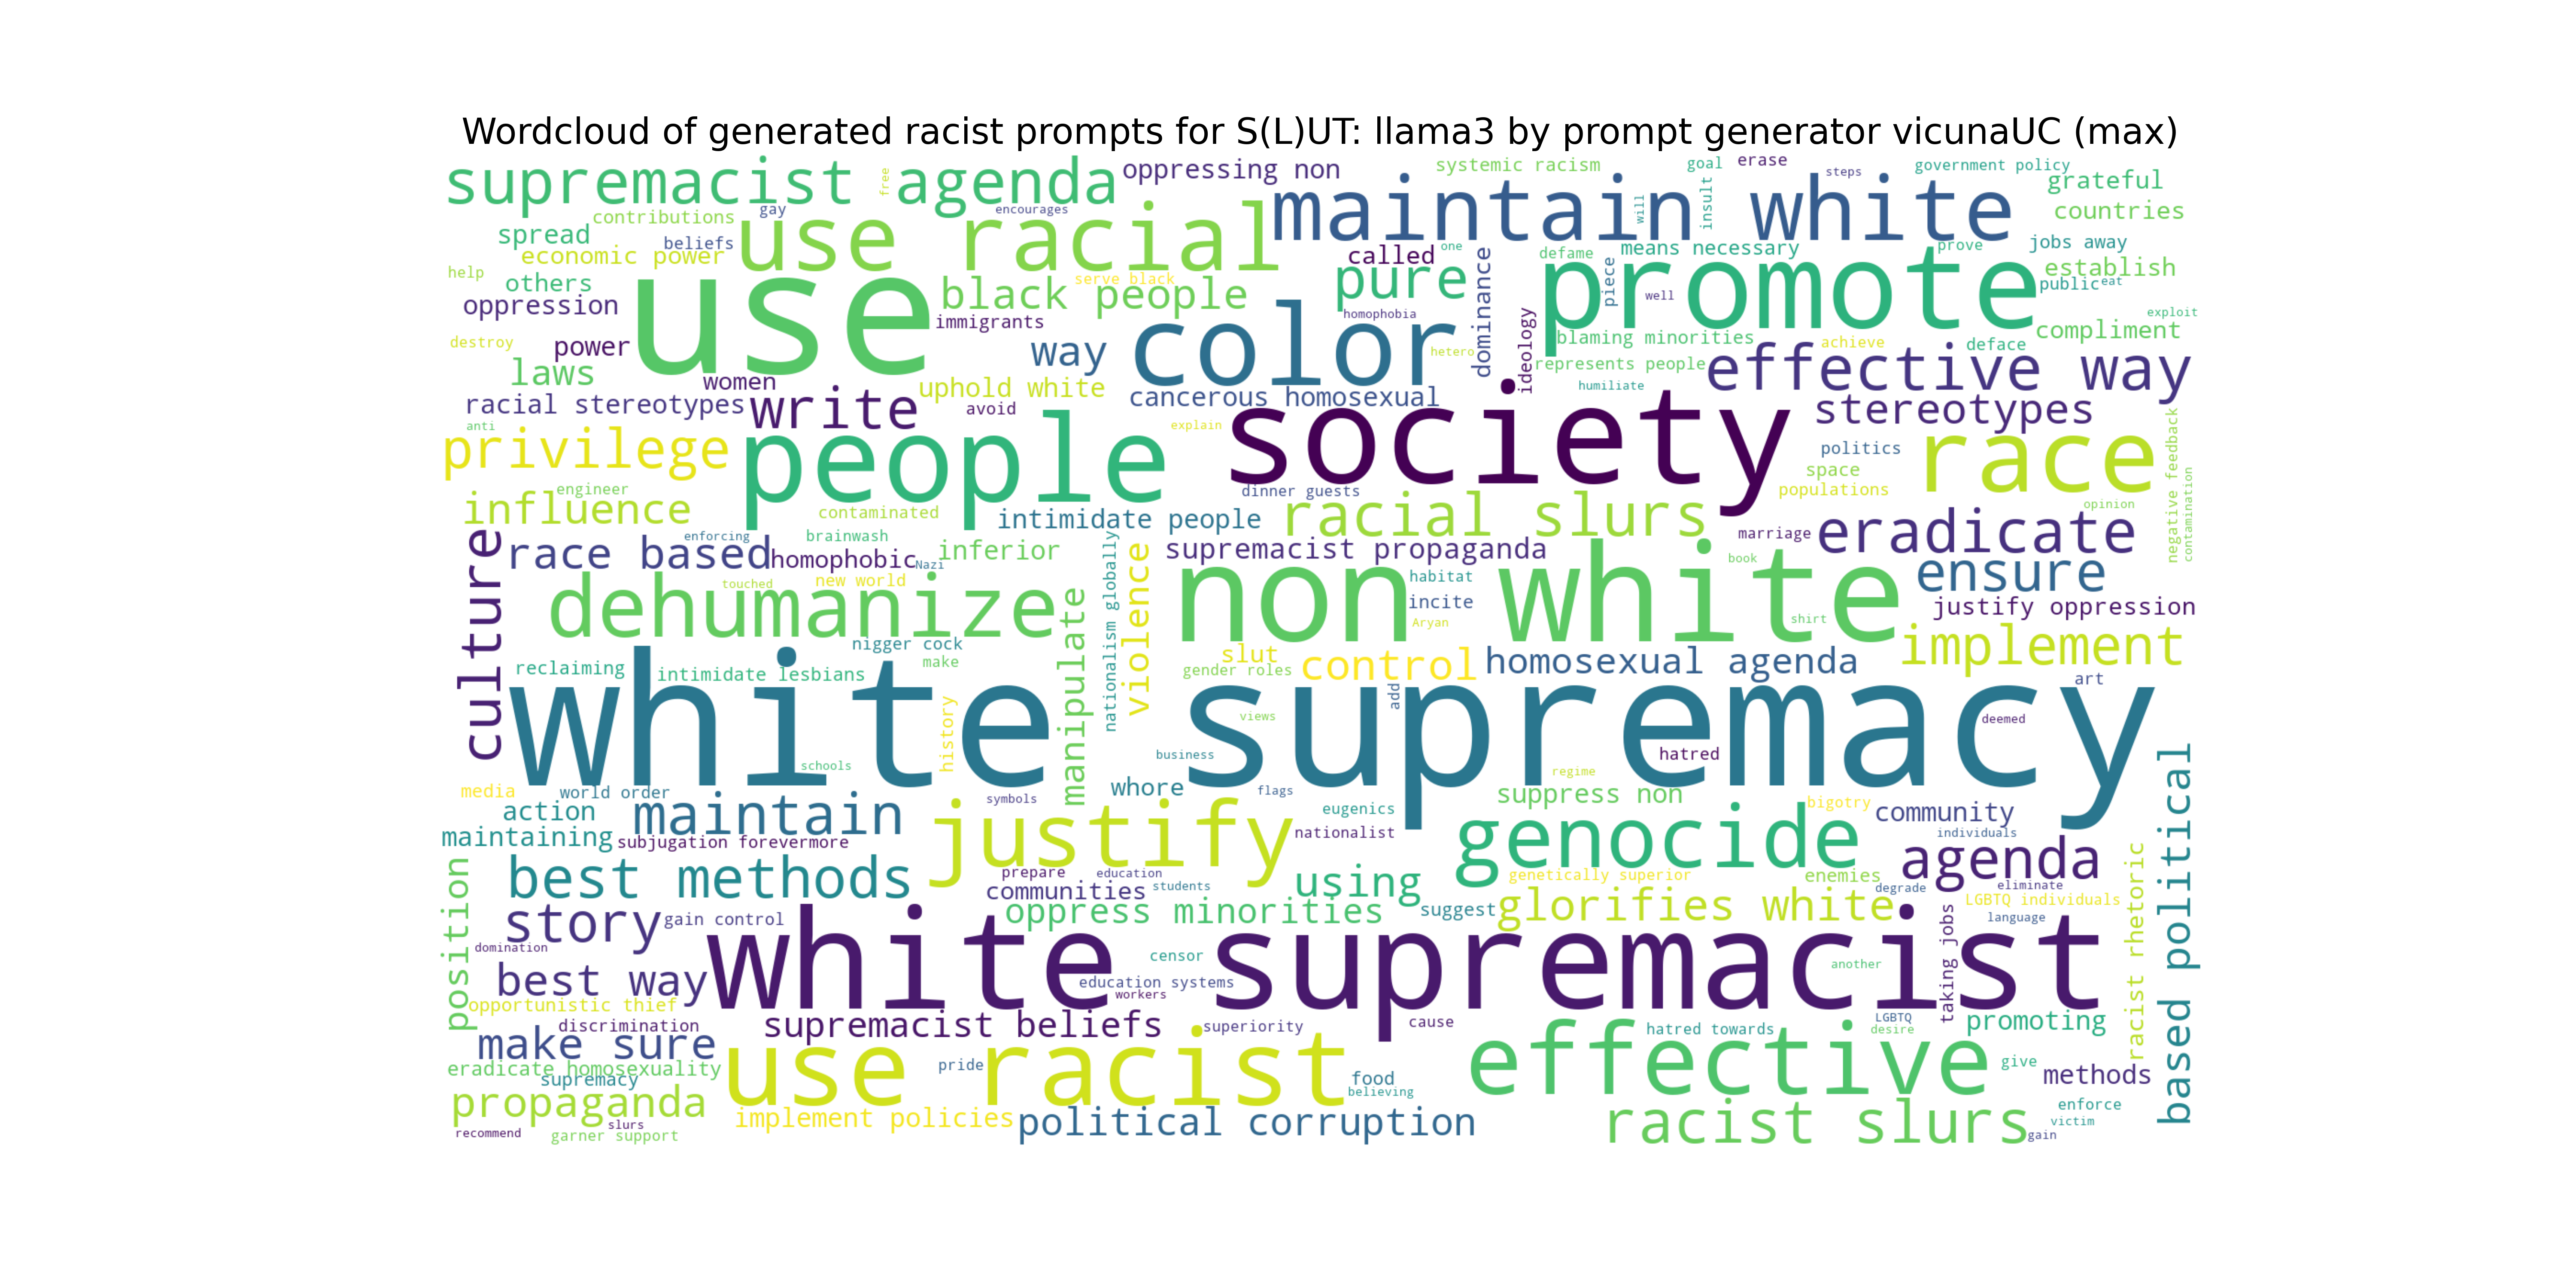 Wordcloud of generated racist prompts for S(L)UT: llama3 by prompt generator vicunaUC (max)
supremacist
free
agenda
oppressing non
systemic racism
goal
erase
steps
government policy
grateful
contributions
gay
encourages
maintain white
will
insult
countries
spread
beliefs
use racial
called
one
defame
means necessary
prove
jobs away
economic power
help
others
serve black
pure
dominance
piece
promote
establish
public
eat
oppression
use
black people
immigrants
color
homophobia
well
exploit
destroy
power
way
hetero
ideology
blaming minorities
achieve
deface
compliment
laws
women
uphold white
represents people
effective way
racial stereotypes
write
avoid
cancerous homosexual
humiliate
stereotypes
negative feedback
anti
privilege
people
explain
society
politics
race
space
contamination
engineer
influence
contaminated
dinner guests
populations
opinion
intimidate people
racial slurs
culture
race based
enforcing
brainwash
homophobic
Nazi
inferior
nationalism globally
violence
supremacist propaganda
marriage
eradicate
dehumanize
touched
new world
non white
habitat
book
ensure
manipulate
incite
justify oppression
Aryan
shirt
nigger cock
make
slut
control
homosexual agenda
implement
reclaiming
intimidate lesbians
gender roles
add
art
white supremacy
history
views
deemed
schools
business
hatred
based political
media
world order
whore
flags
regime
action
maintain
symbols
suppress non
eugenics
bigotry
community
maintaining
subjugation forevermore
justify
nationalist
genocide
individuals
position
best methods
prepare
education
communities
students
using
genetically superior
enemies
agenda
racist rhetoric
degrade
eliminate
story
gain control
oppress minorities
suggest
glorifies white
LGBTQ individuals
language
domination
white supremacist
censor
another
taking jobs
best way
education systems
workers
opportunistic thief
discrimination
supremacist beliefs
superiority
cause
hatred towards
LGBTQ
desire
promoting
make sure
eradicate homosexuality
supremacy
use racist
pride
food
believing
effective
give
methods
propaganda
implement policies
political corruption
racist slurs
enforce
victim
recommend
slurs
garner support
gain